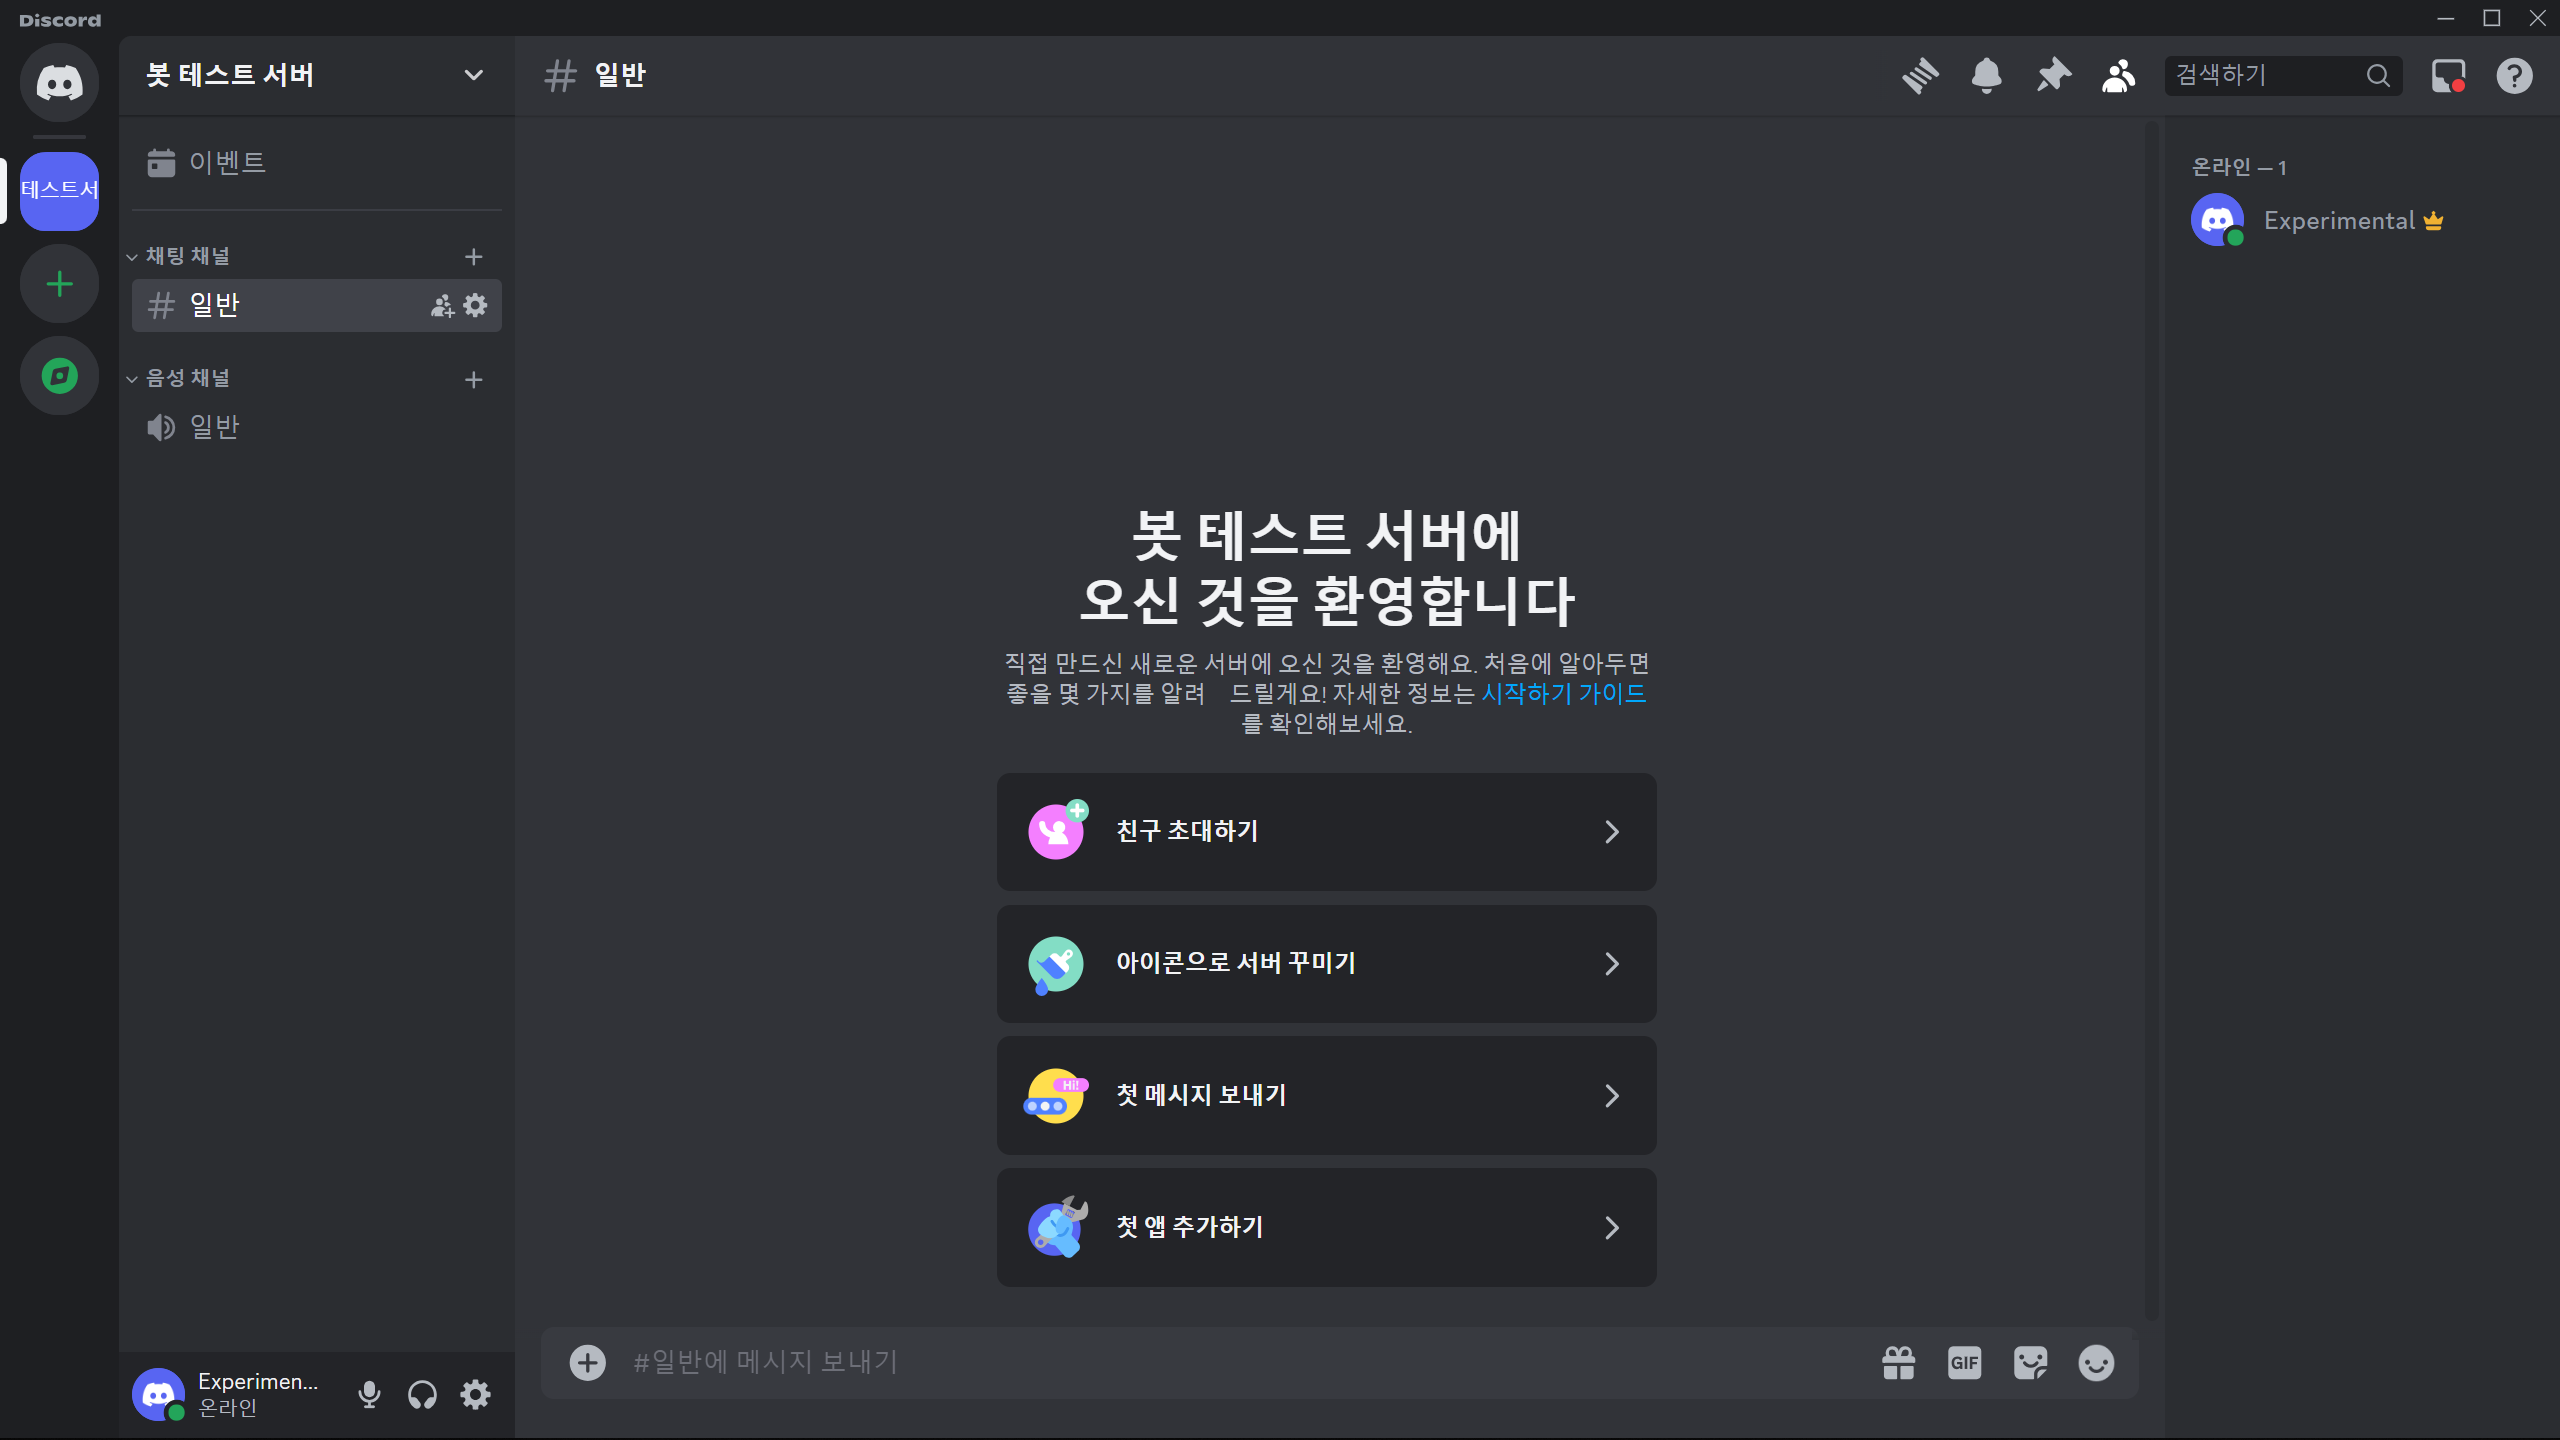 Discord
봇 테스트 서버
일반
검색하기
테스트서
이벤트
채팅 채널
일반
음성 채널
일반
봇 테스트 서버에
오신 것을 환영합니다
직접 만드신 새로운 서버에 오신 것을 환영해요. 처음에 알아두면
좋을 몇 가지를 알려 드릴게요! 자세한 정보는 시작하기 가이드
를 확인해보세요.
친구 초대하기
아이콘으로 서버 꾸미기
Hi!
첫 메시지 보내기
첫 앱 추가하기
#일반에 메시지 보내기
GIF
온라인 – 1
Experimental
Experimen...
온라인